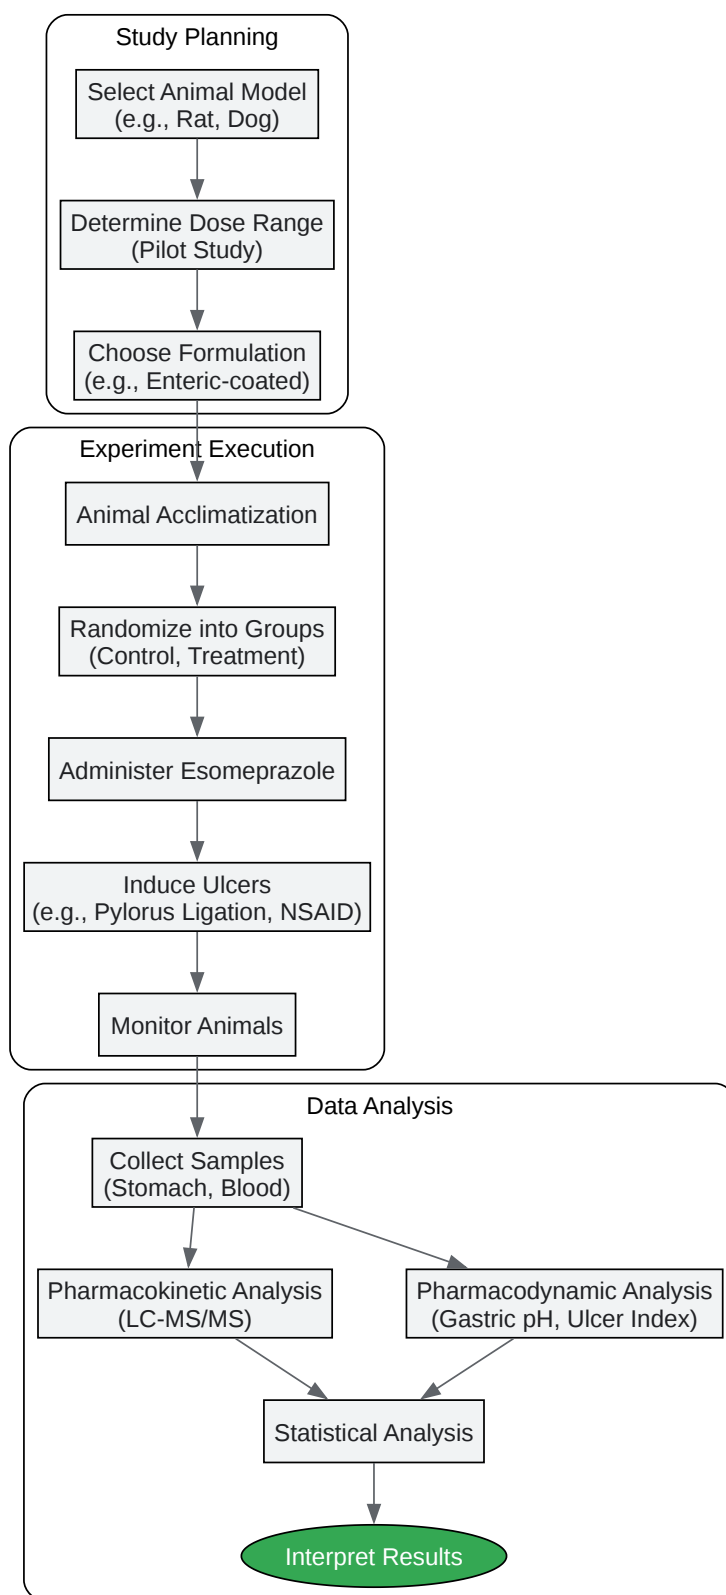 Study Planning
Select Animal Model
(e.g., Rat, Dog)
Determine Dose Range
(Pilot Study)
Choose Formulation
(e.g., Enteric-coated)
Experiment Execution
Animal Acclimatization
Randomize into Groups
(Control, Treatment)
Administer Esomeprazole
Induce Ulcers
(e.g., Pylorus Ligation, NSAID)
Monitor Animals
Data Analysis
Collect Samples
(Stomach, Blood)
Pharmacokinetic Analysis
(LC-MS/MS)
Pharmacodynamic Analysis
(Gastric pH, Ulcer Index)
Statistical Analysis
Interpret Results